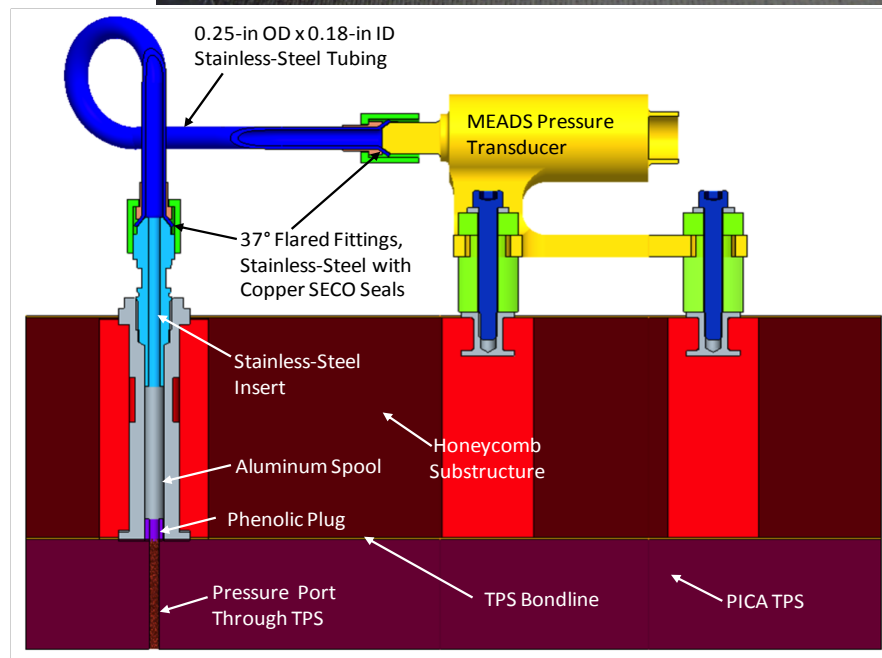 0.25-in OD x 0.18-in ID
Stainless-Steel Tubing
MEADS Pressure
Transducer
37° Flared Fittings,
Stainless-Steel with
Copper SECO Seals
Stainless-Steel
Insert
Honeycomb
Substructure
Aluminum Spool
Phenolic Plug
Pressure Port
Through TPS
TPS Bondline
PICA TPS